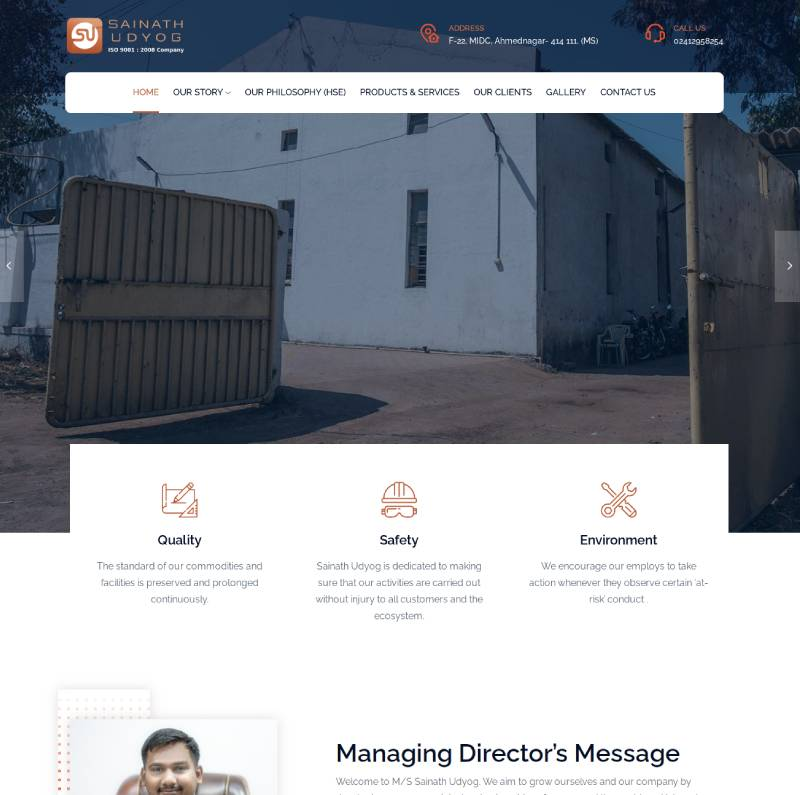 SU SAINATH
UDYOG
ISO 9001 : 2008 Company
ADDRESS
F-22, MIDC, Ahmednagar- 414 111. (MS)
CALL US
02412958254
HOME OUR STORY OUR PHILOSOPHY (HSE) PRODUCTS & SERVICES OUR CLIENTS GALLERY CONTACT US
Quality
The standard of our commodities and
facilities is preserved and prolonged
continuously.
Safety
Sainath Udyog is dedicated to making
sure that our activities are carried out
without injury to all customers and the
ecosystem.
Environment
We encourage our employs to take
action whenever they observe certain 'at-
risk' conduct .
Managing Director's Message
Welcome to M/S Sainath Udyog. We aim to grow ourselves and our company by